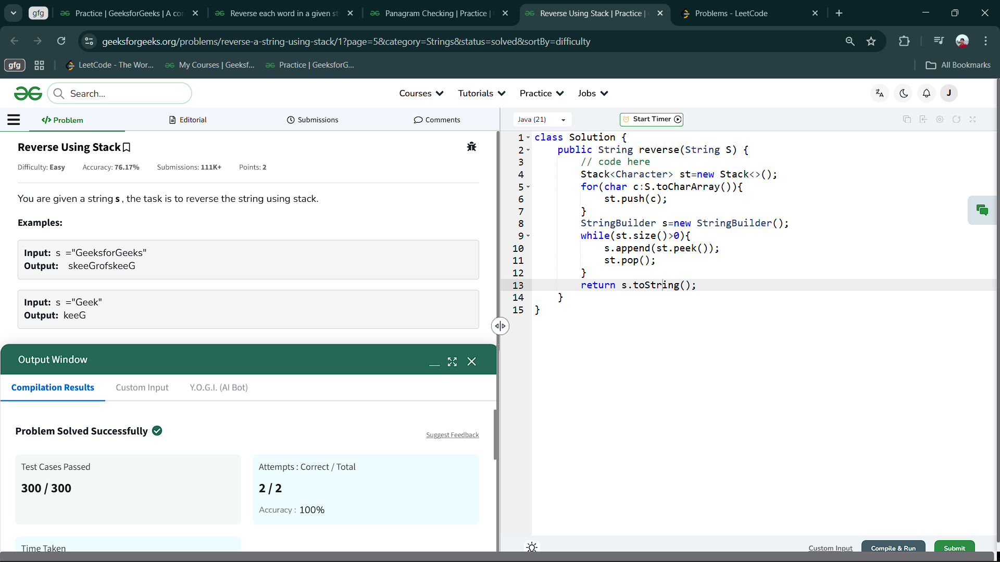 gfg
Practice | GeeksforGeeks | A co
Reverse each word in a given st
Panagram Checking | Practice |
Reverse Using Stack | Practice |
Problems - LeetCode
geeksforgeeks.org/problems/reverse-a-string-using-stack/1?page=5&category=Strings&status=solved&sortBy=difficulty
gfg
LeetCode - The Wor...
My Courses | Geeksf...
Practice | GeeksforG...
All Bookmarks
Search...
Courses
Tutorials
Practice
Jobs
J
</> Problem
Editorial
Submissions
Comments
Java (21)
Start Timer
Reverse Using Stack
Difficulty: Easy Accuracy: 76.17% Submissions: 111K+ Points: 2
You are given a string s , the task is to reverse the string using stack.
Examples:
Input: s ="GeeksforGeeks"
Output: skeeGrofskeeG
Input: s ="Geek"
Output: keeG
Output Window
Compilation Results
Custom Input
Y.O.G.I. (AI Bot)
Problem Solved Successfully
Suggest Feedback
Test Cases Passed
300 / 300
Attempts : Correct / Total
2 / 2
Accuracy : 100%
Time Taken
1 class Solution {
2 public String reverse(String S) {
3 // code here
4 Stack<Character> st=new Stack<>();
5 for(char c:S.toCharArray()){
6 st.push(c);
7 }
8 StringBuilder s=new StringBuilder();
9 while(st.size()>0){
10 s.append(st.peek());
11 st.pop();
12 }
13 return s.toString();
14 }
15 }
Custom Input
Compile & Run
Submit